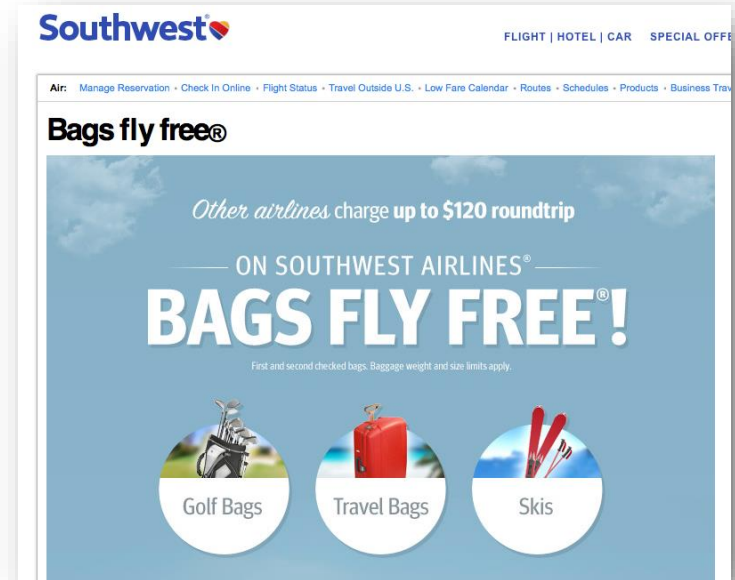 Southwest®
FLIGHT | HOTEL | CAR SPECIAL OFFE
Air: Manage Reservation • Check In Online • Flight Status • Travel Outside U.S. • Low Fare Calendar • Routes • Schedules • Products • Business Trav
Bags fly free®
Other airlines charge up to $120 roundtrip
ON SOUTHWEST AIRLINES®
BAGS FLY FREE®!
First and second checked bags. Baggage weight and size limits apply.
Golf Bags Travel Bags Skis